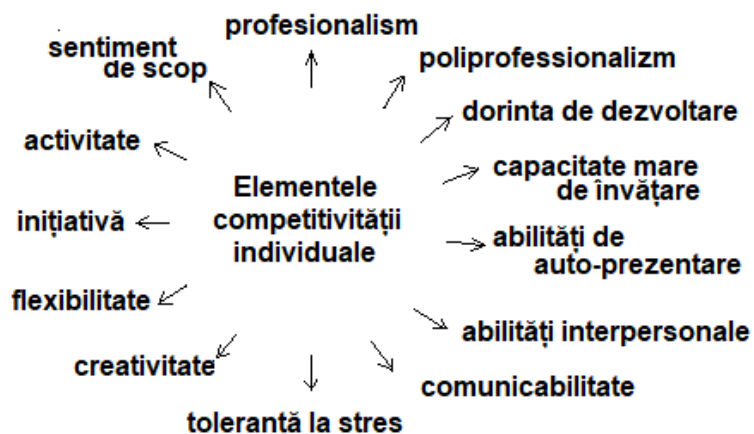 profesionalism
poliprofessionalizm
dorinta de dezvoltare
capacitate mare
de învățare
abilități de
auto-prezentare
abilități interpersonale
comunicabilitate
tolerantă la stres
creativitate
flexibilitate
inițiativă
activitate
sentiment
de scop
Elementele
competitivității
individuale